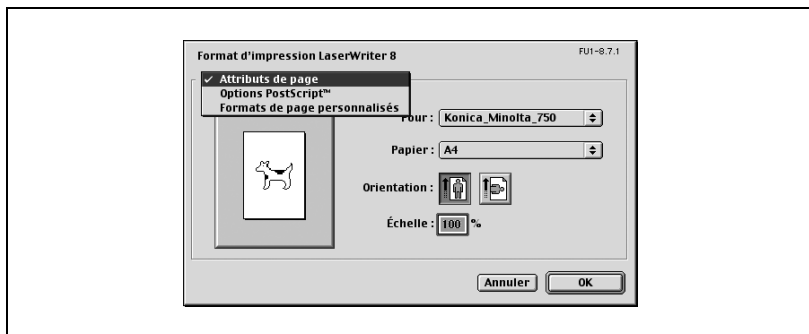 Format d'impression LaserWriter 8
FU1-8.7.1
✓ Attributs de page
Options PostScript™
Formats de page personnalisés
Pour : Konica_Minolta_750
Papier : A4
Orientation :
Échelle : 100 %
Annuler OK